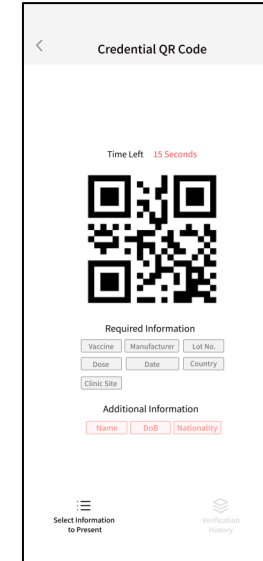 Credential QR Code
Time Left 15 Seconds
Required Information
Vaccine Manufacturer Lot No.
Dose Date Country
Clinic Site
Additional Information
Name DoB Nationality
Select Information Verification
to Present History